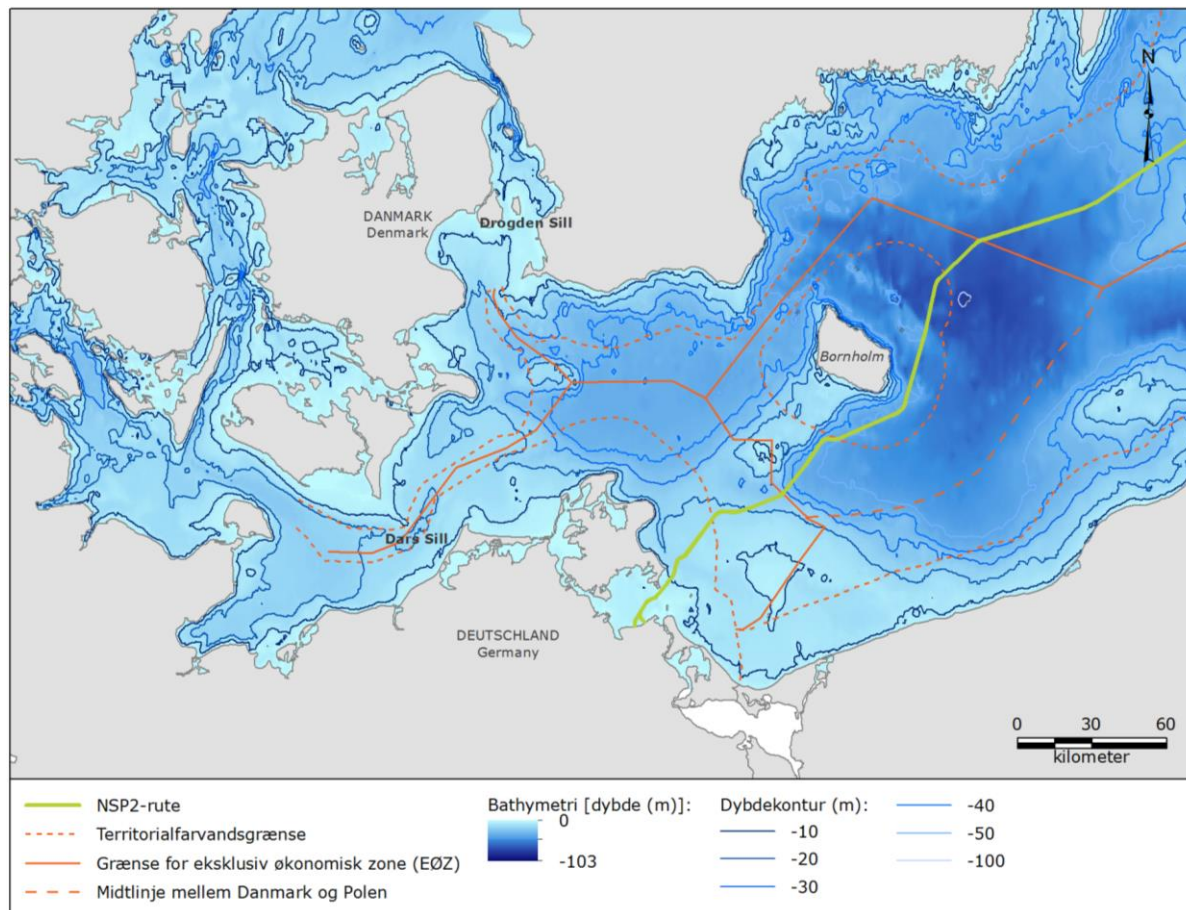 N
DANMARK
Denmark
Drogden Sill
Bornholm
Dars Sill
DEUTSCHLAND
Germany
0 30 60
kilometer
NSP2-rute
Territorialfarvandsgrænse
Grænse for eksklusiv økonomisk zone (EØZ)
Midtlinje mellem Danmark og Polen
Bathymetri [dybde (m)]:
0
-103
Dybdekontur (m):
-10
-20
-30
-40
-50
-100